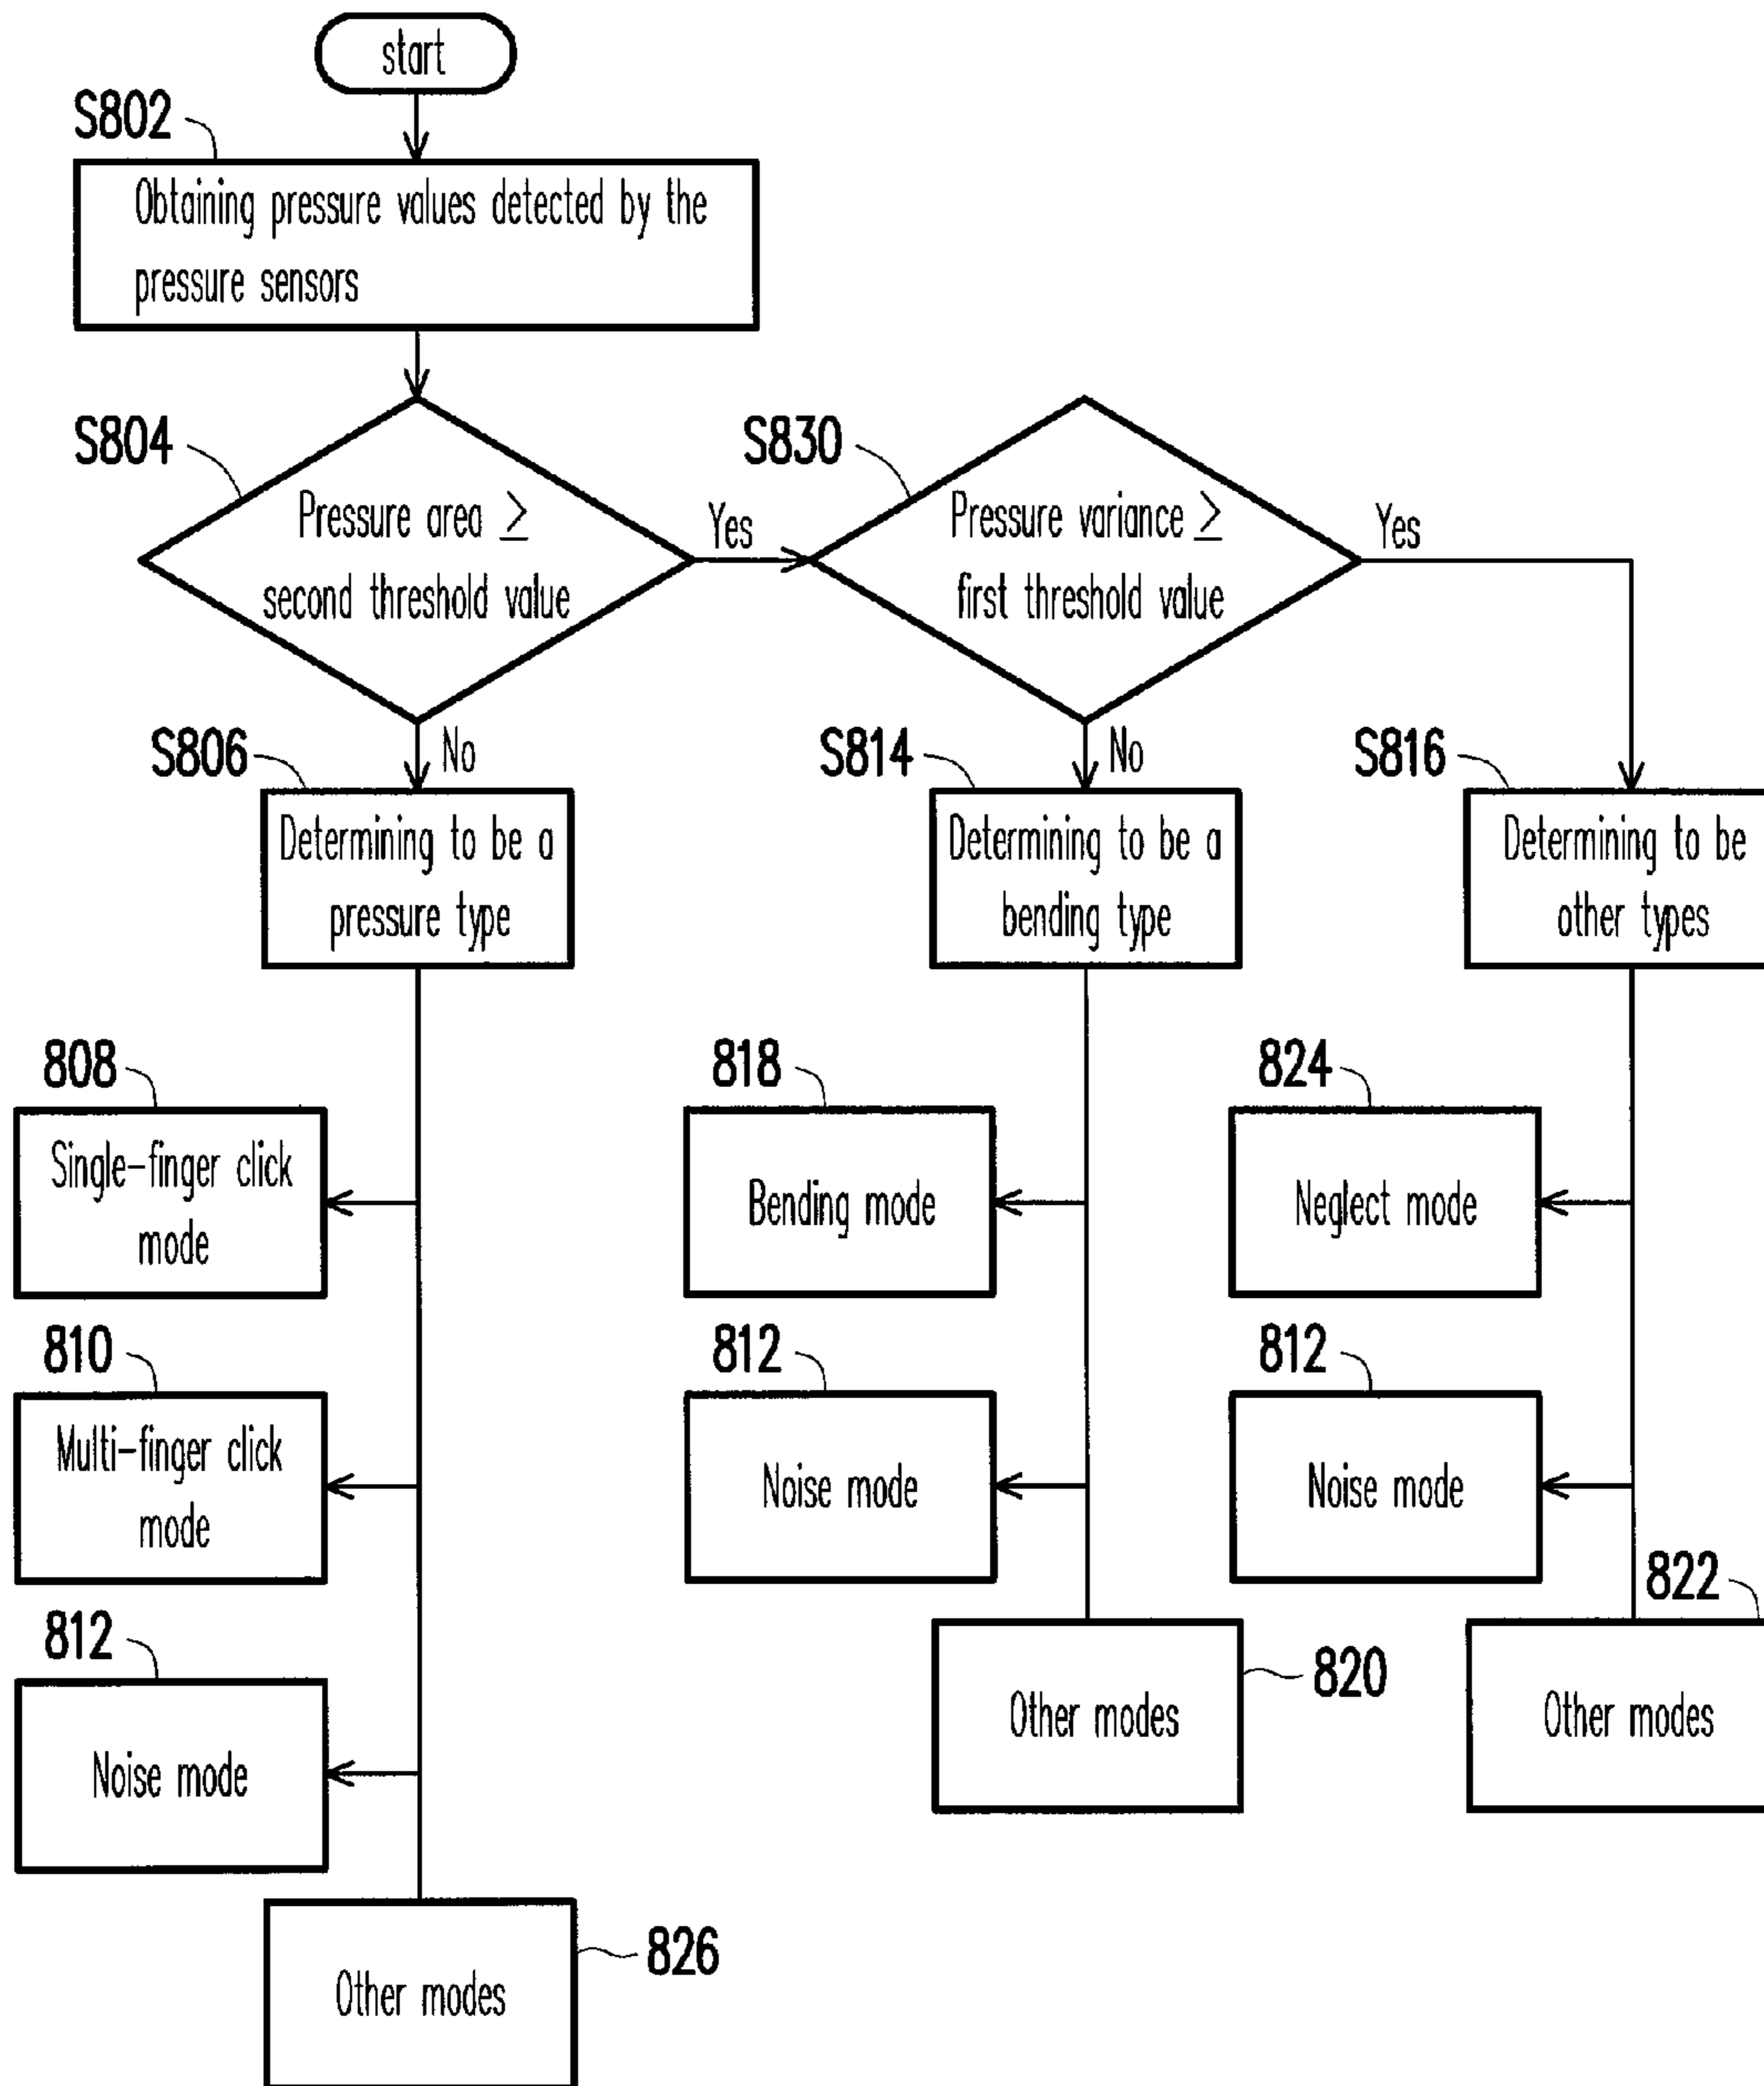 start
S802
Obtaining pressure values detected by the
pressure sensors
S804
Pressure area ≥
second threshold value
Yes
S830
Pressure variance ≥
first threshold value
Yes
S806
No
Determining to be a
pressure type
S814
No
Determining to be a
bending type
S816
Determining to be
other types
808
Single-finger click
mode
810
Multi-finger click
mode
812
Noise mode
Other modes
826
818
Bending mode
812
Noise mode
Other modes
820
824
Neglect mode
812
Noise mode
822
Other modes